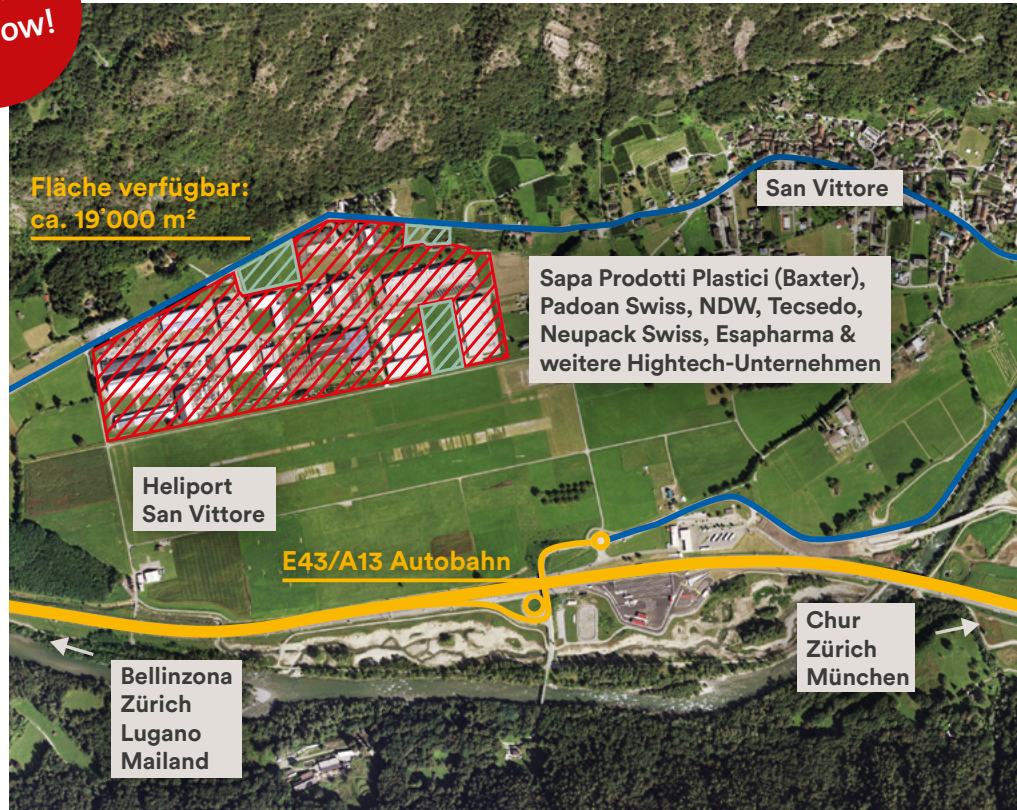 ow!
Fläche verfügbar:
ca. 19'000 m²
San Vittore
Sapa Prodotti Plastici (Baxter),
Padoan Swiss, NDW, Tecsedo,
Neupack Swiss, Esapharma &
weitere Hightech-Unternehmen
Heliport
San Vittore
E43/A13 Autobahn
Chur
Zürich
München
Bellinzona
Zürich
Lugano
Mailand